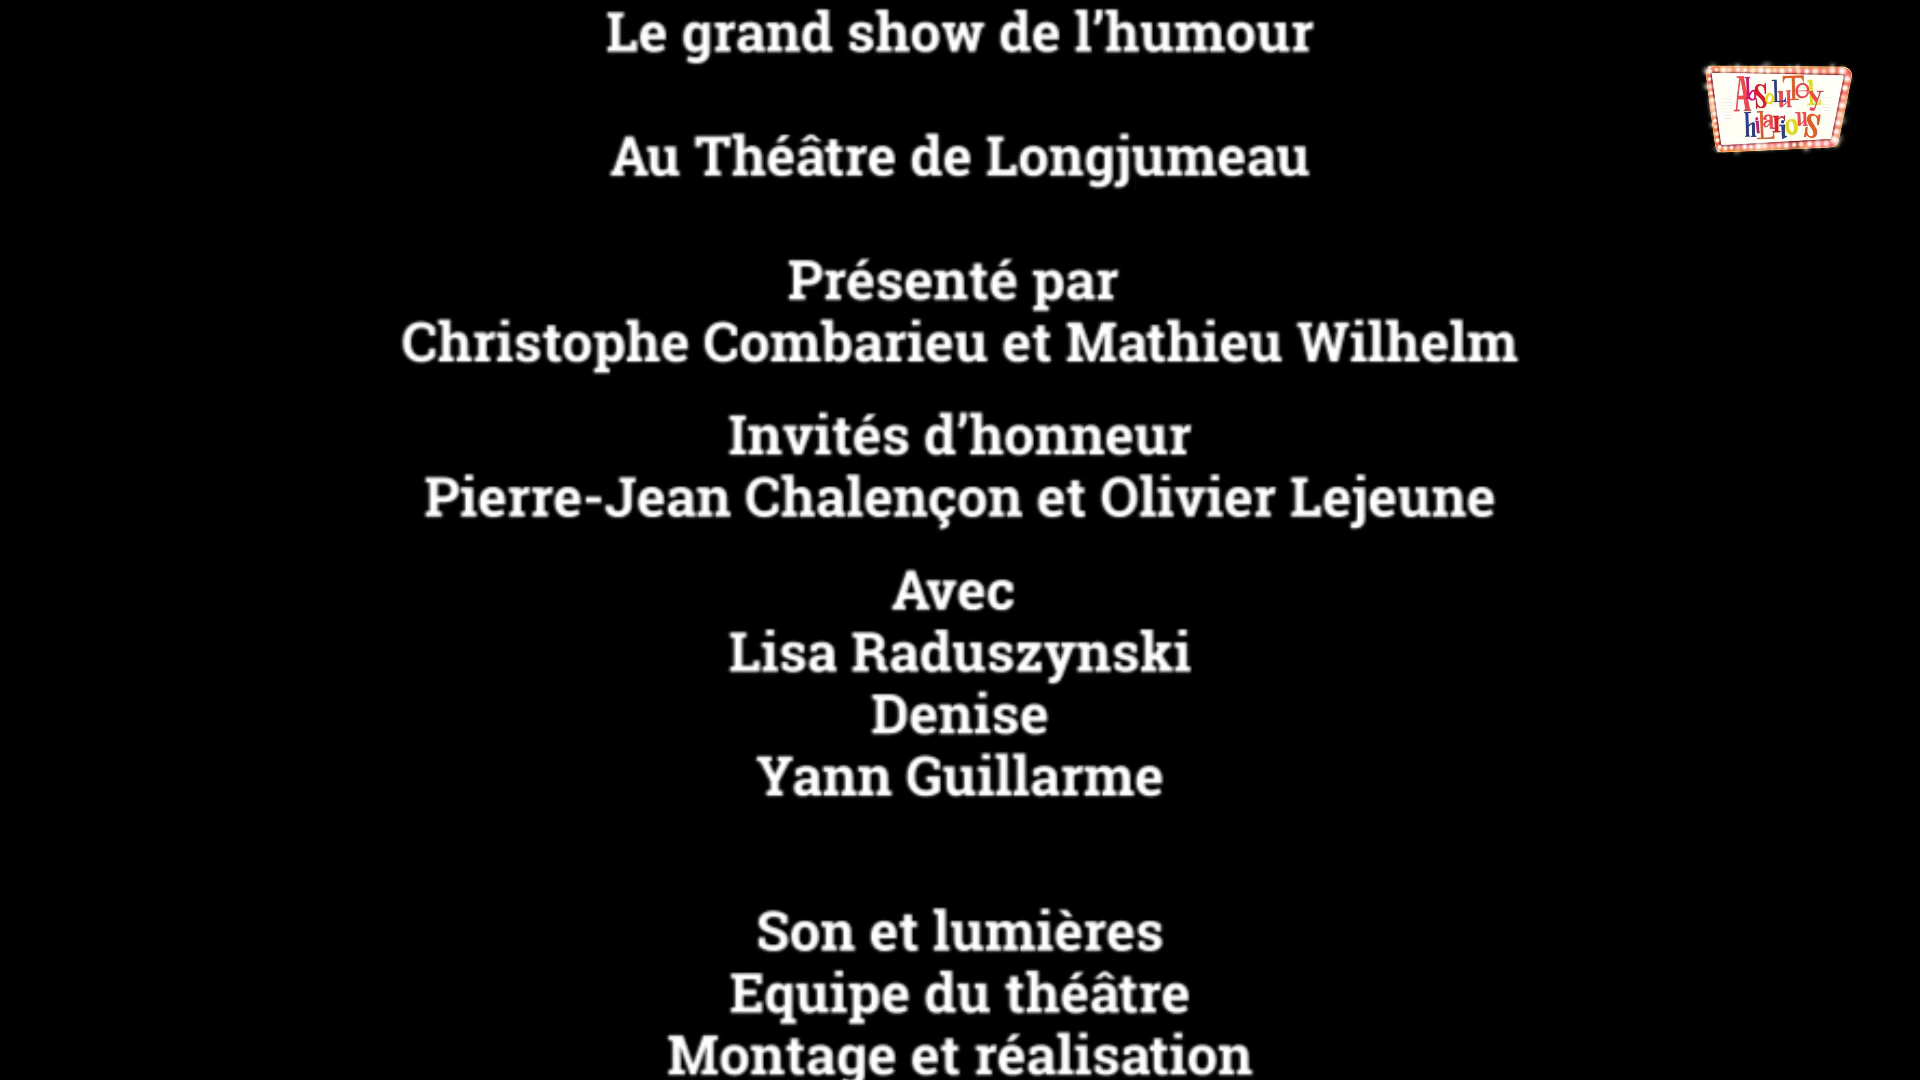 Le grand show de l’humour
Absolutely
hilarious
Au Théâtre de Longjumeau
Présenté par
Christophe Combarieu et Mathieu Wilhelm
Invités d’honneur
Pierre-Jean Chalençon et Olivier Lejeune
Avec
Lisa Raduszynski
Denise
Yann Guillarme
Son et lumières
Equipe du théâtre
Montage et réalisation